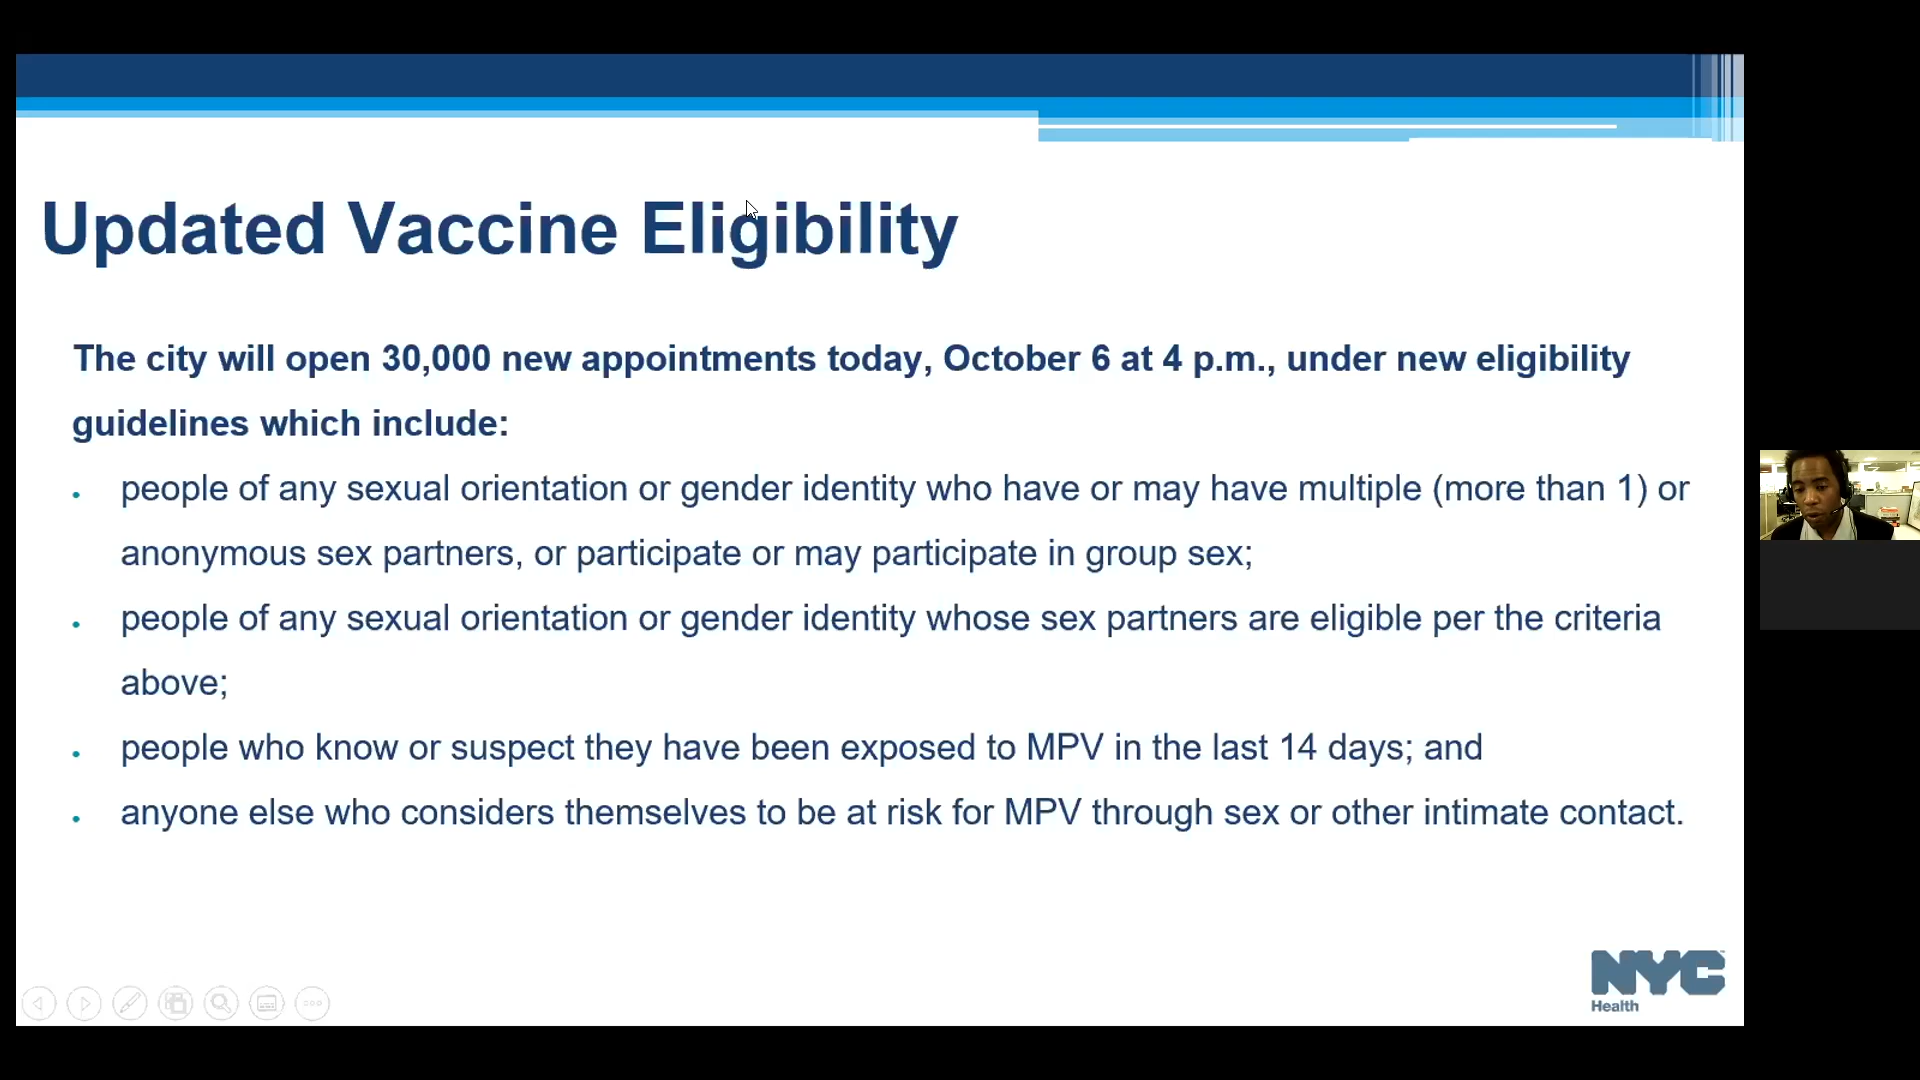 Updated Vaccine Eligibility
The city will open 30,000 new appointments today, October 6 at 4 p.m., under new eligibility
guidelines which include:
• people of any sexual orientation or gender identity who have or may have multiple (more than 1) or
anonymous sex partners, or participate or may participate in group sex;
• people of any sexual orientation or gender identity whose sex partners are eligible per the criteria
above;
• people who know or suspect they have been exposed to MPV in the last 14 days; and
• anyone else who considers themselves to be at risk for MPV through sex or other intimate contact.
NYC
Health